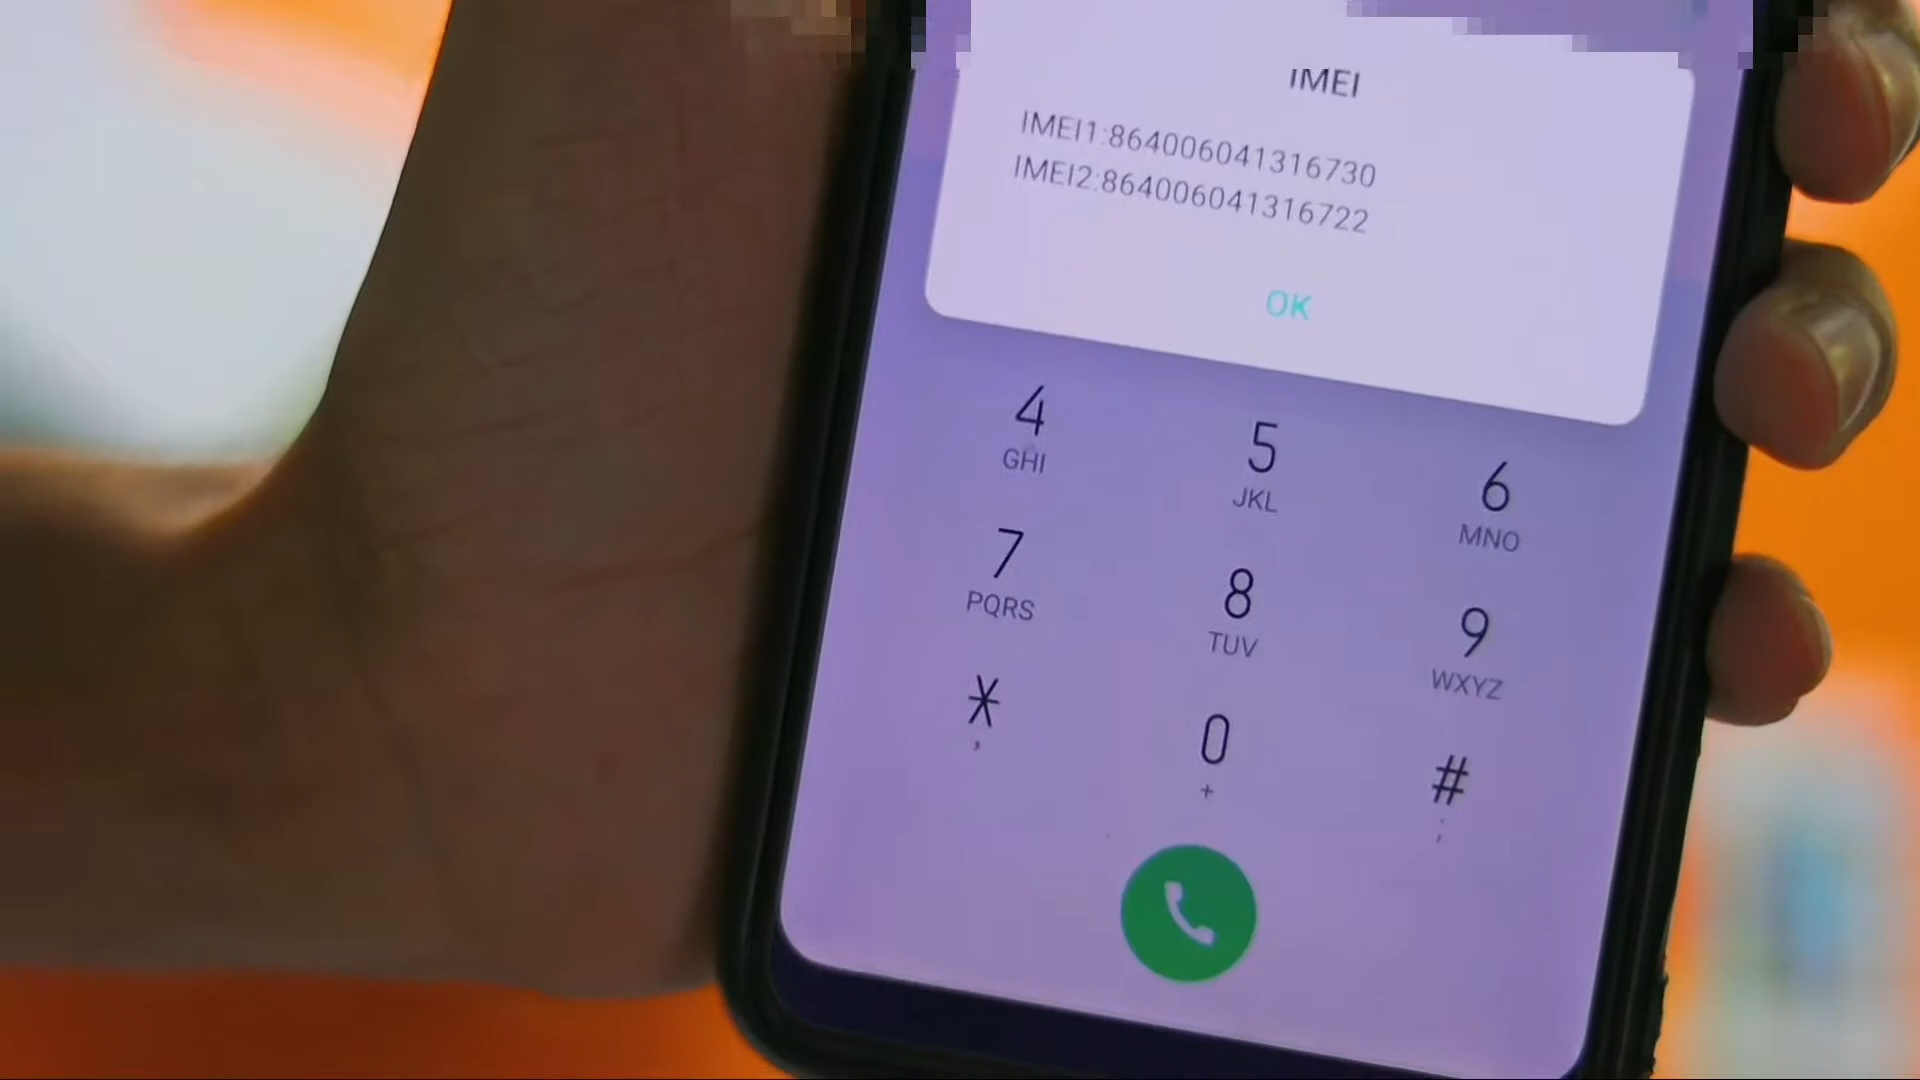 IMEI
IMEI1:864006041316730
IMEI2:864006041316722
OK
4 5 6
GHI JKL MNO
7 8 9
PQRS TUV WXYZ
* 0 #
, + ;